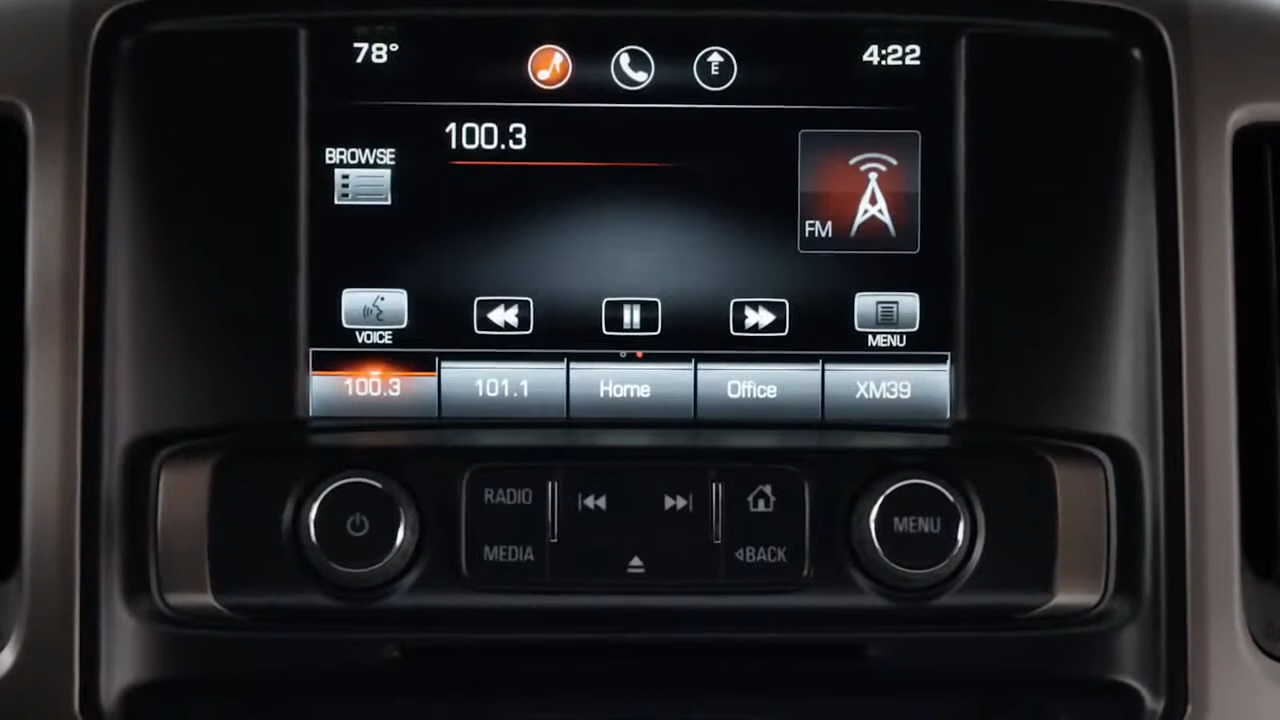 78° E 4:22
100.3
BROWSE
FM
VOICE MENU
100.3 101.1 Home Office XM39
RADIO
MENU
MEDIA BACK